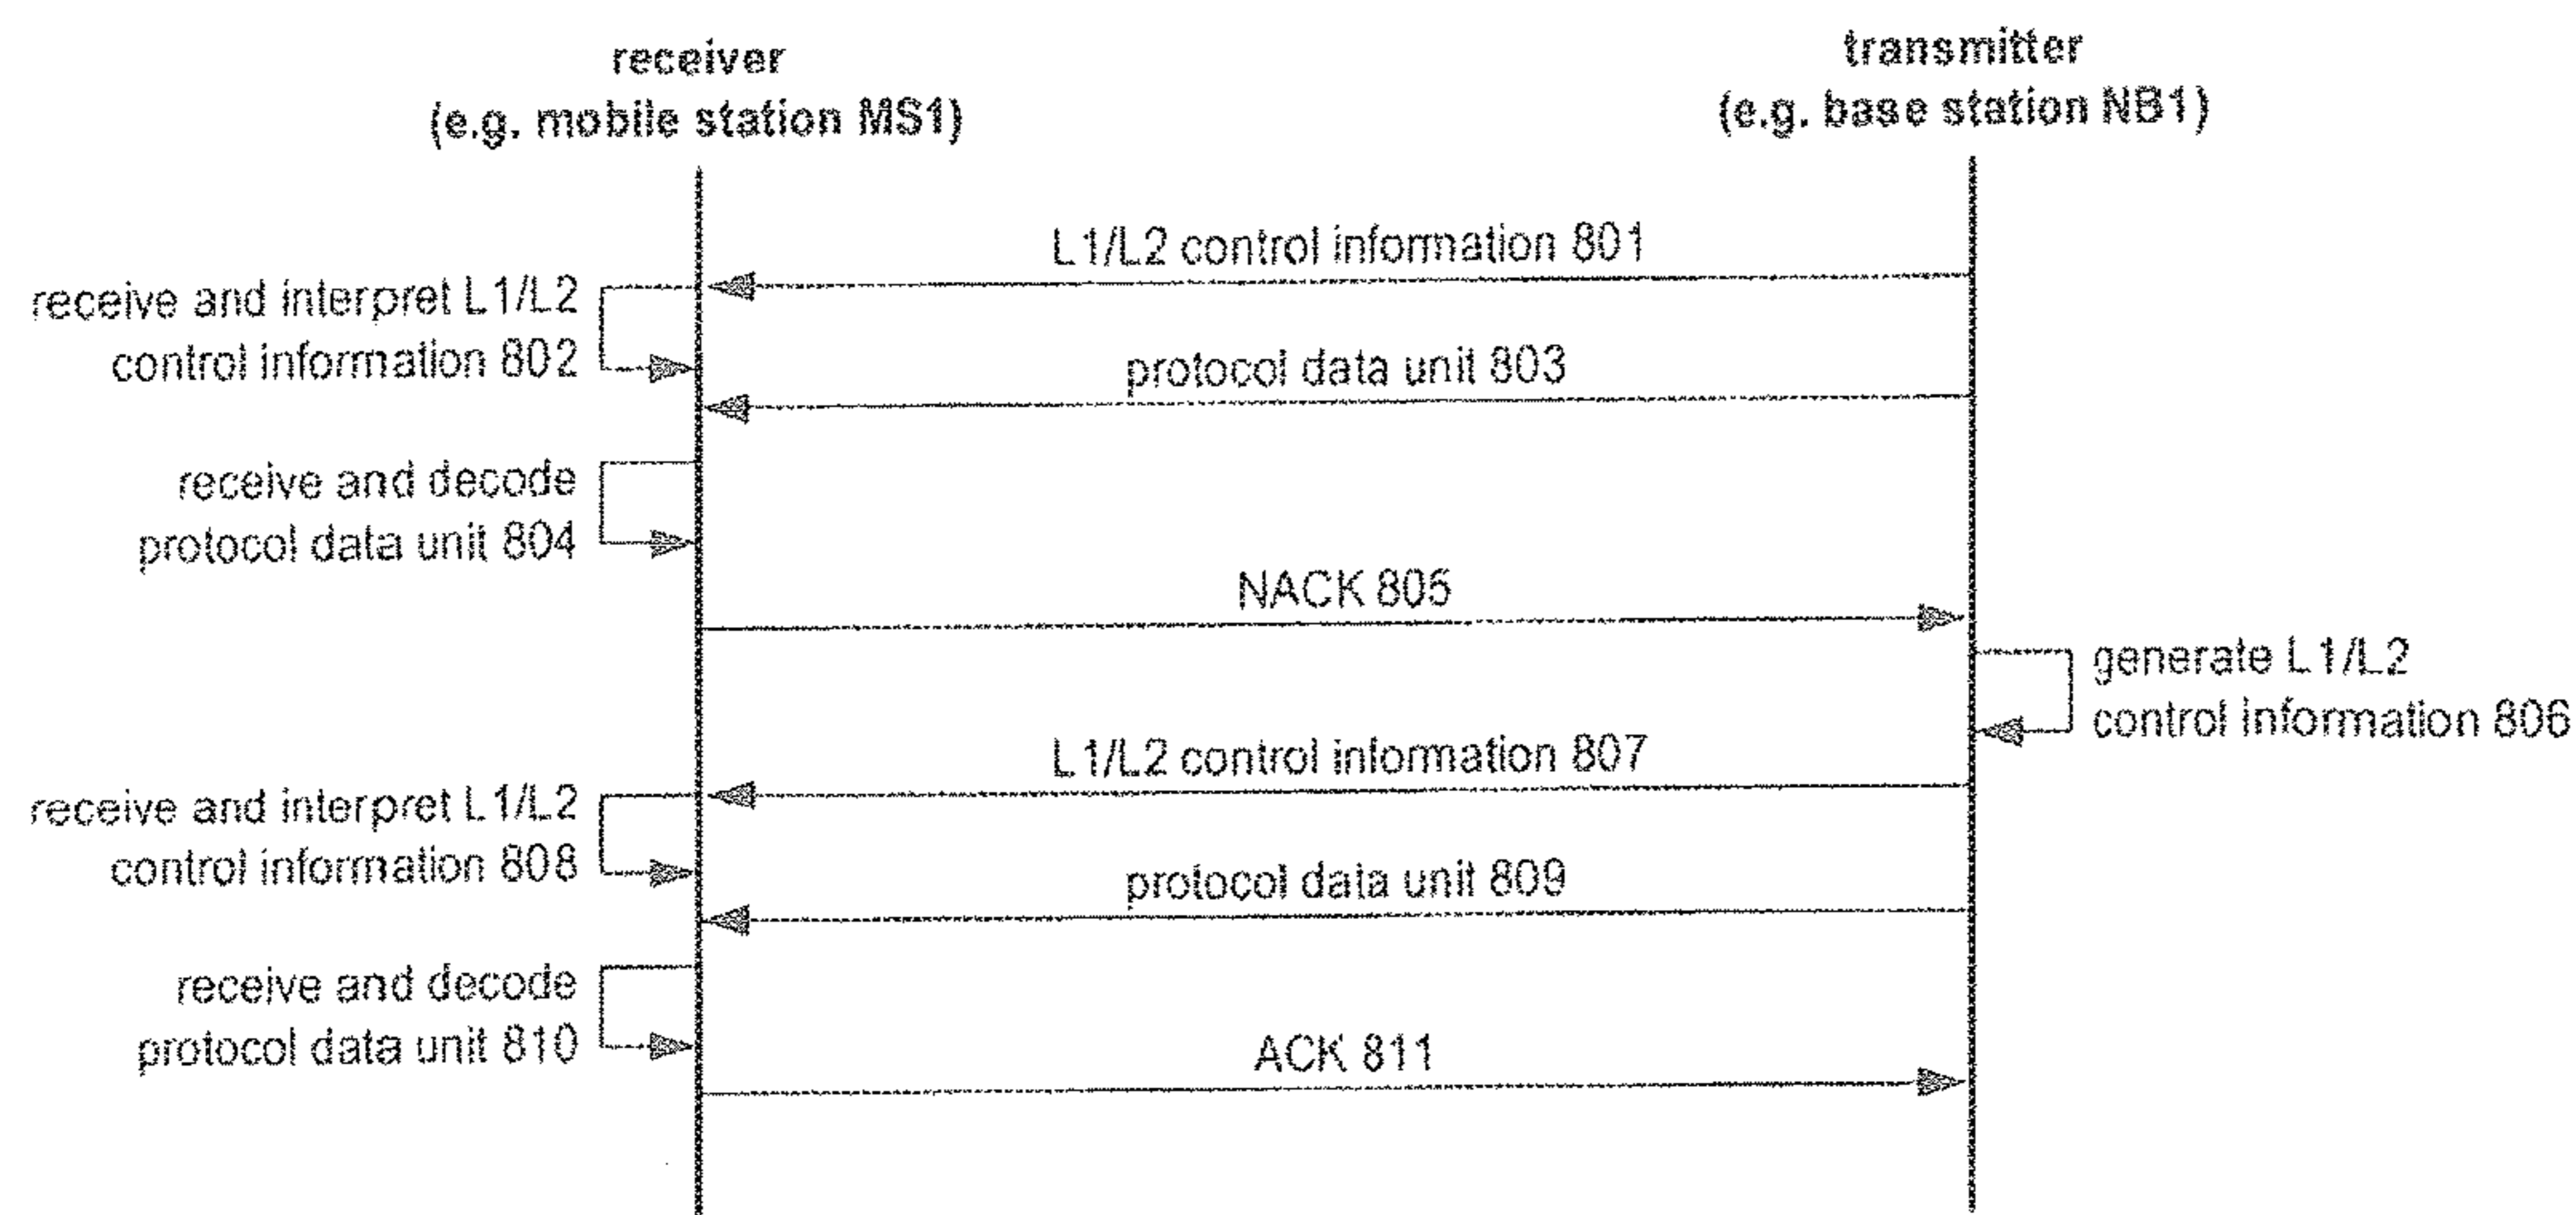 receiver
(e.g. mobile station MS1)
transmitter
(e.g. base station NB1)
L1/L2 control information 801
receive and interpret L1/L2
control information 802
protocol data unit 803
receive and decode
protocol data unit 804
NACK 805
generate L1/L2
control information 806
L1/L2 control information 807
receive and interpret L1/L2
control information 808
protocol data unit 809
receive and decode
protocol data unit 810
ACK 811